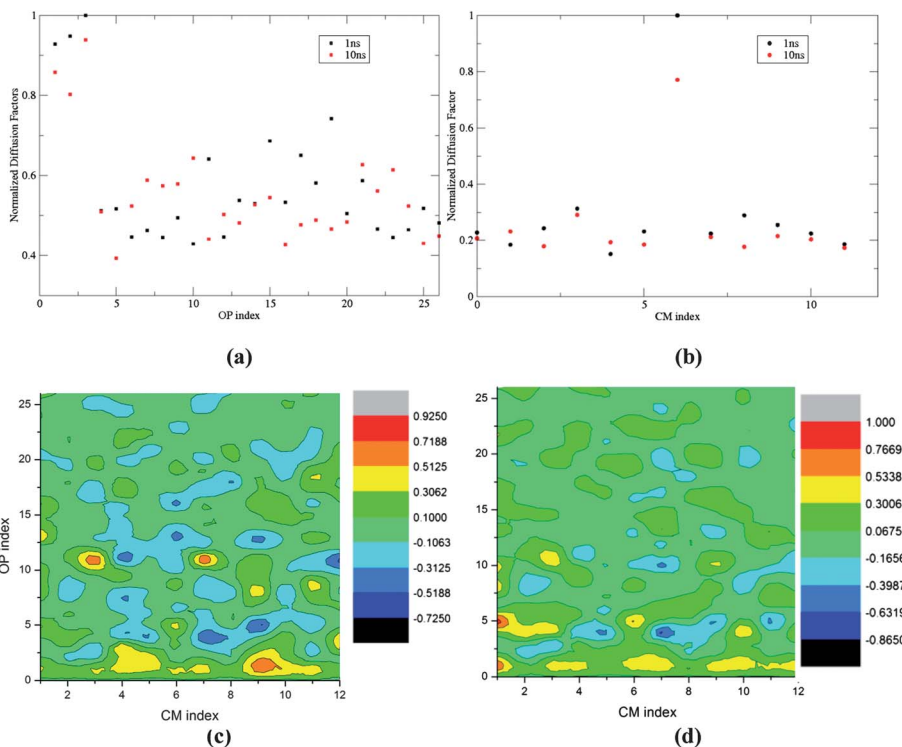 1
0.8
0.6
0.4
Normalized Diffusion Factors
1ns
10ns
0 5 10 15 20 25
OP index
(a)
1
0.8
0.6
0.4
0.2
0
Normalized Diffusion Factor
1ns
10ns
0 5 10
CM index
(b)
25
20
15
10
5
0
OP index
2 4 6 8 10 12
CM index
0.9250
0.7188
0.5125
0.3062
0.1000
-0.1063
-0.3125
-0.5188
-0.7250
(c)
25
20
15
10
5
0
2 4 6 8 10 12
CM index
1.000
0.7669
0.5338
0.3006
0.0675
-0.1656
-0.3987
-0.6319
-0.8650
(d)